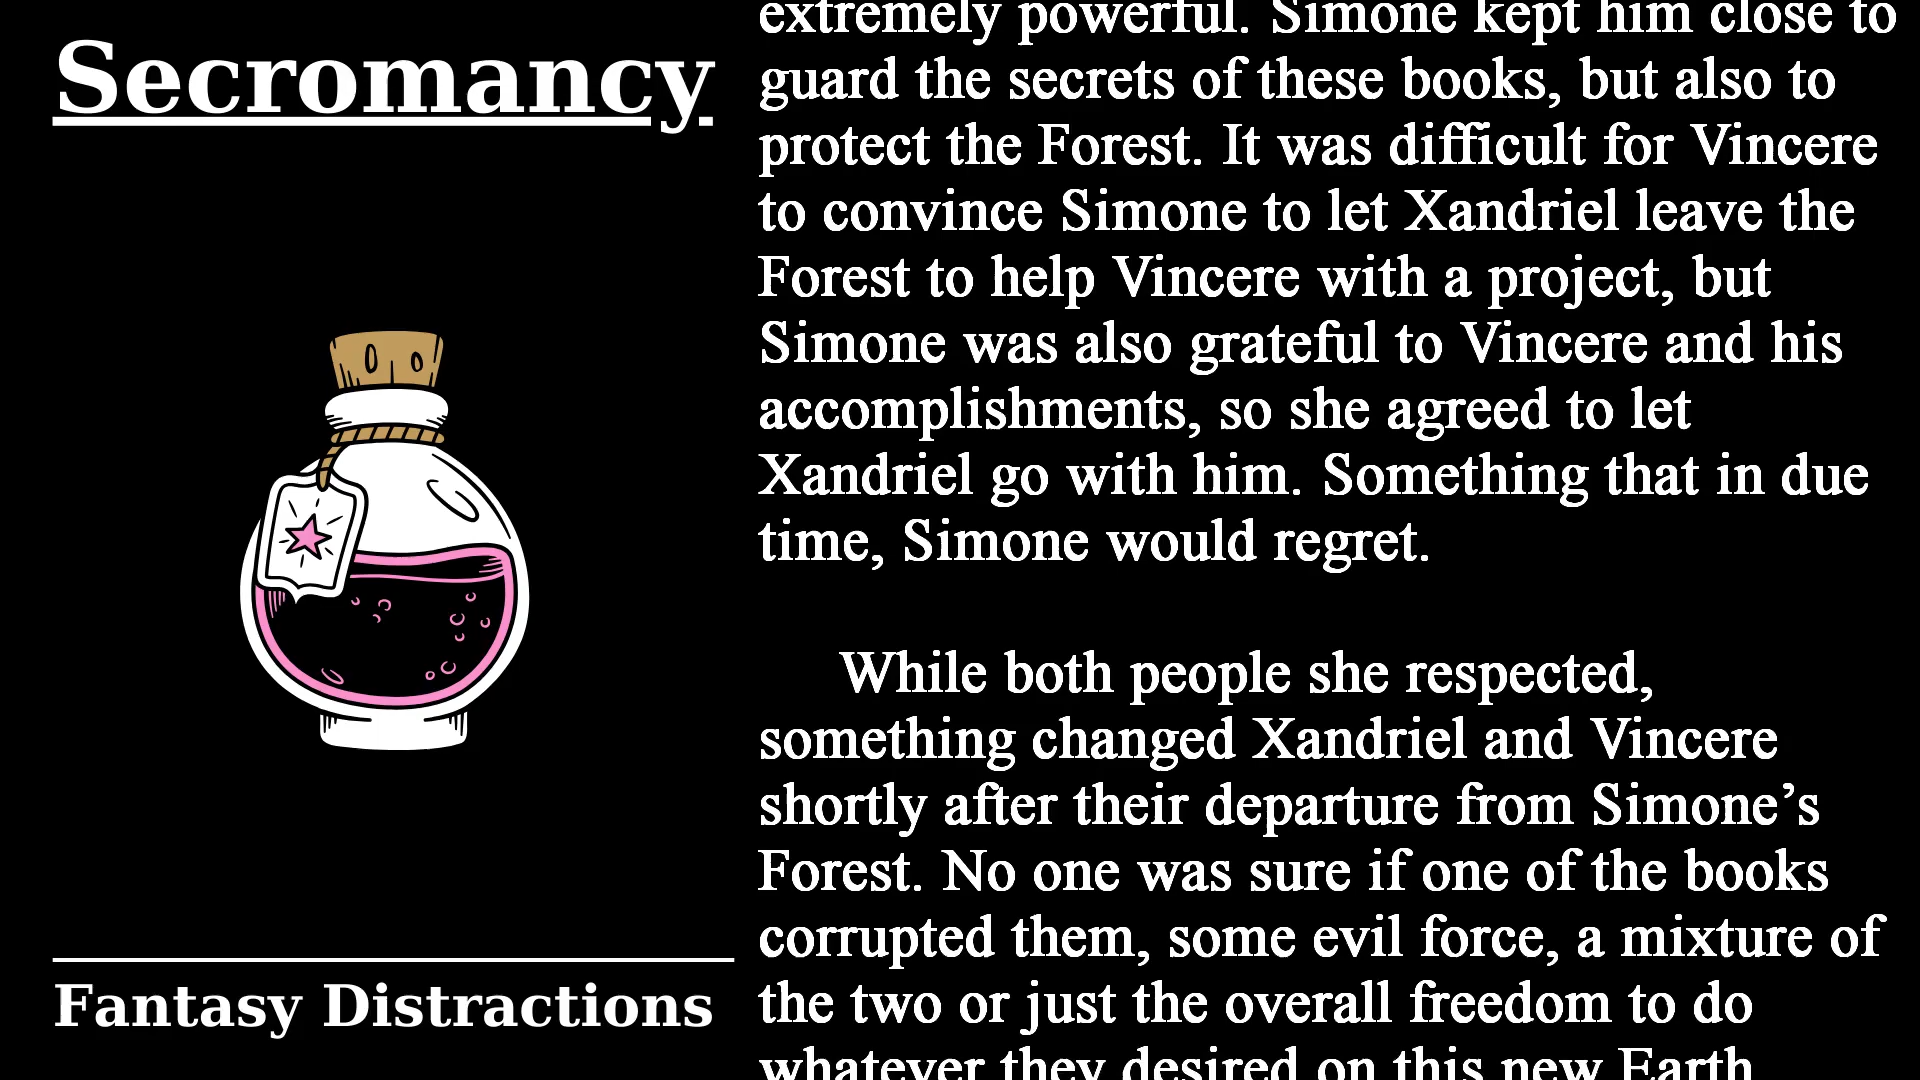 Secromancy
Fantasy Distractions
extremely powerful. Simone kept him close to
guard the secrets of these books, but also to
protect the Forest. It was difficult for Vincere
to convince Simone to let Xandriel leave the
Forest to help Vincere with a project, but
Simone was also grateful to Vincere and his
accomplishments, so she agreed to let
Xandriel go with him. Something that in due
time, Simone would regret.
While both people she respected,
something changed Xandriel and Vincere
shortly after their departure from Simone’s
Forest. No one was sure if one of the books
corrupted them, some evil force, a mixture of
the two or just the overall freedom to do
whatever they desired on this new Earth